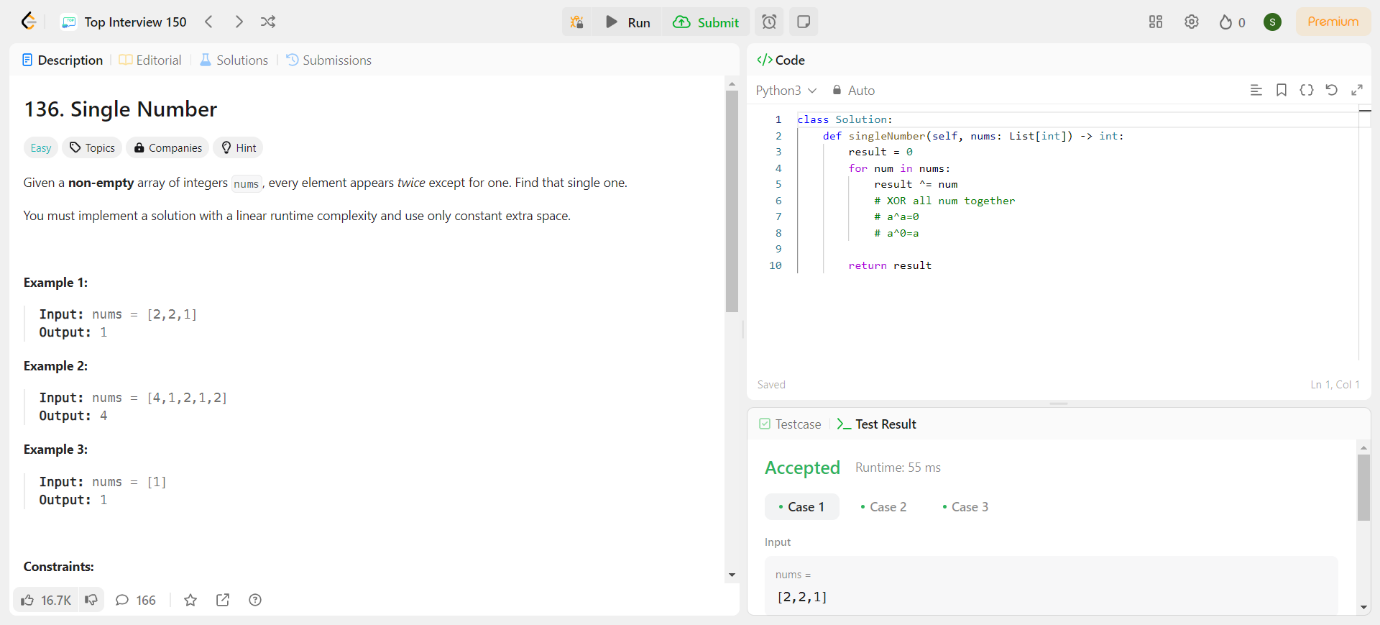 Top Interview 150
Run
Submit
0
S
Premium
Description
Editorial
Solutions
Submissions
136. Single Number
Easy
Topics
Companies
Hint
Given a non-empty array of integers nums, every element appears twice except for one. Find that single one.
You must implement a solution with a linear runtime complexity and use only constant extra space.
Example 1:
Input: nums = [2,2,1]
Output: 1
Example 2:
Input: nums = [4,1,2,1,2]
Output: 4
Example 3:
Input: nums = [1]
Output: 1
Constraints:
16.7K
166
</> Code
Python3
Auto
1 class Solution:
2 def singleNumber(self, nums: List[int]) -> int:
3 result = 0
4 for num in nums:
5 result ^= num
6 # XOR all num together
7 # a^a=0
8 # a^0=a
9
10 return result
Saved
Ln 1, Col 1
Testcase
>_ Test Result
Accepted Runtime: 55 ms
• Case 1 • Case 2 • Case 3
Input
nums =
[2,2,1]